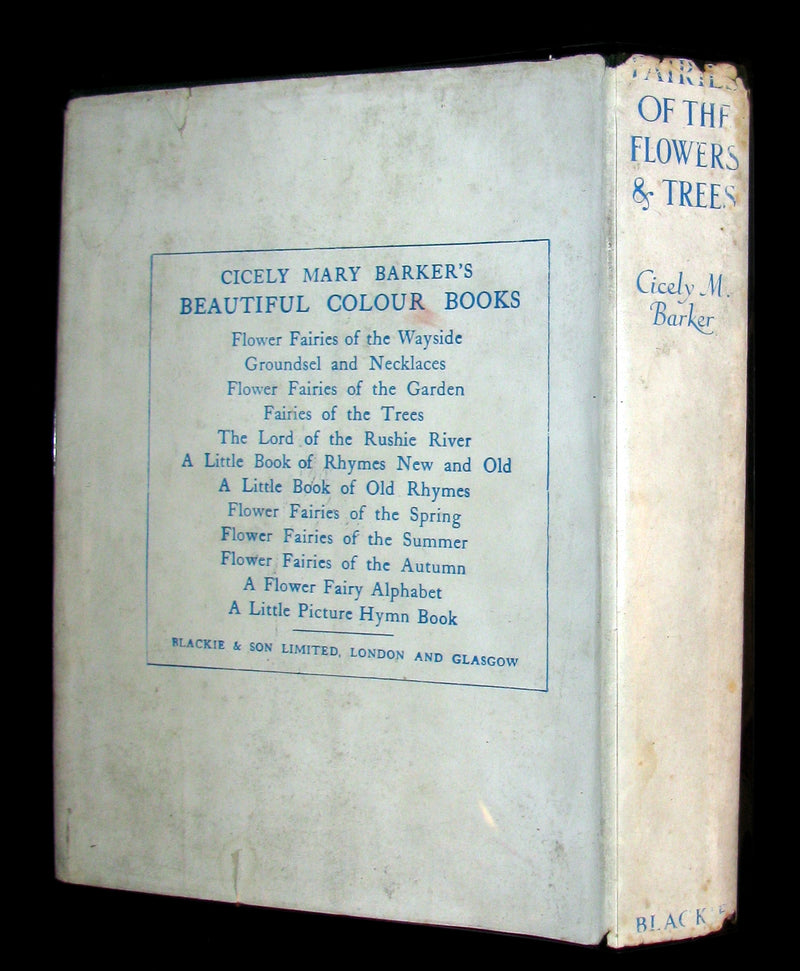 CICELY MARY BARKER'S
BEAUTIFUL COLOUR BOOKS
Flower Fairies of the Wayside
Groundsel and Necklaces
Flower Fairies of the Garden
Fairies of the Trees
The Lord of the Rushie River
A Little Book of Rhymes New and Old
A Little Book of Old Rhymes
Flower Fairies of the Spring
Flower Fairies of the Summer
Flower Fairies of the Autumn
A Flower Fairy Alphabet
A Little Picture Hymn Book
BLACKIE & SON LIMITED, LONDON AND GLASGOW
FAIRIES
OF THE
FLOWERS
& TREES
Cicely M.
Barker
BLACKIE